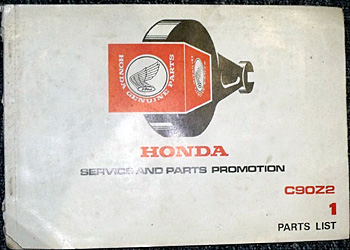 HONDA GENUINE PARTS
HONDA
SERVICE AND PARTS PROMOTION
C90Z2
1
PARTS LIST